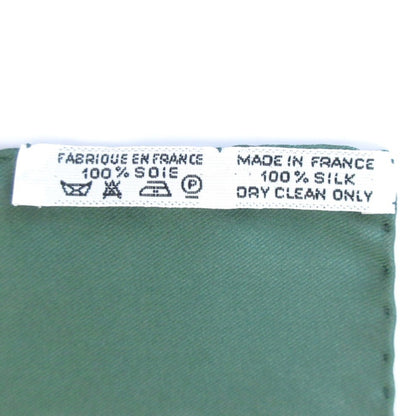 FABRIQUE EN FRANCE
100% SOIE
P
MADE IN FRANCE
100% SILK
DRY CLEAN ONLY